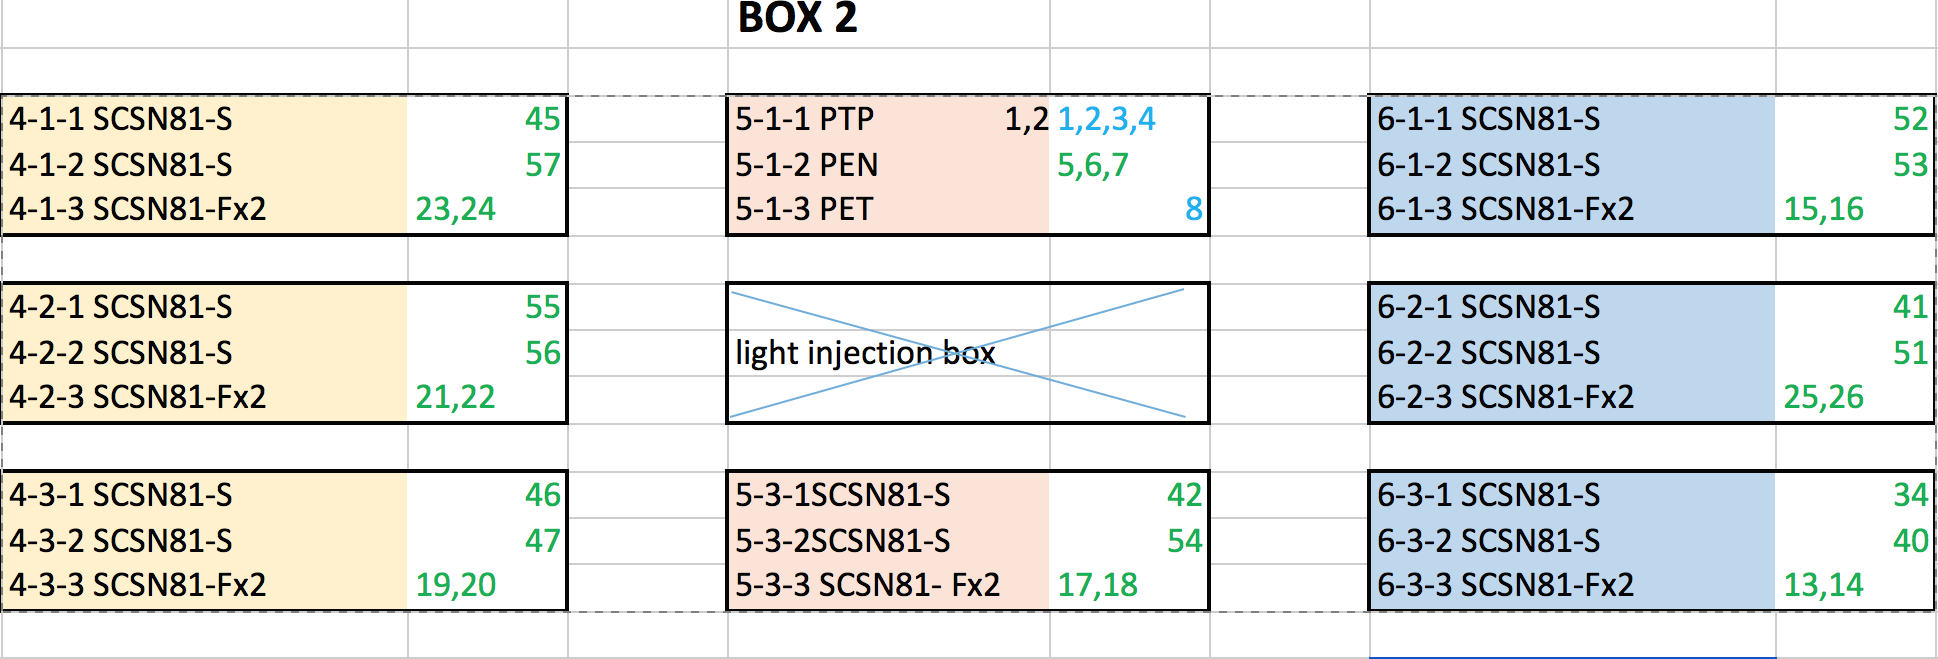 BOX 2
4-1-1 SCSN81-S 45 5-1-1 PTP 1,2 1,2,3,4 6-1-1 SCSN81-S 52
4-1-2 SCSN81-S 57 5-1-2 PEN 5,6,7 6-1-2 SCSN81-S 53
4-1-3 SCSN81-Fx2 23,24 5-1-3 PET 8 6-1-3 SCSN81-Fx2 15,16
4-2-1 SCSN81-S 55 6-2-1 SCSN81-S 41
4-2-2 SCSN81-S 56 light injection box 6-2-2 SCSN81-S 51
4-2-3 SCSN81-Fx2 21,22 6-2-3 SCSN81-Fx2 25,26
4-3-1 SCSN81-S 46 5-3-1SCSN81-S 42 6-3-1 SCSN81-S 34
4-3-2 SCSN81-S 47 5-3-2SCSN81-S 54 6-3-2 SCSN81-S 40
4-3-3 SCSN81-Fx2 19,20 5-3-3 SCSN81- Fx2 17,18 6-3-3 SCSN81-Fx2 13,14